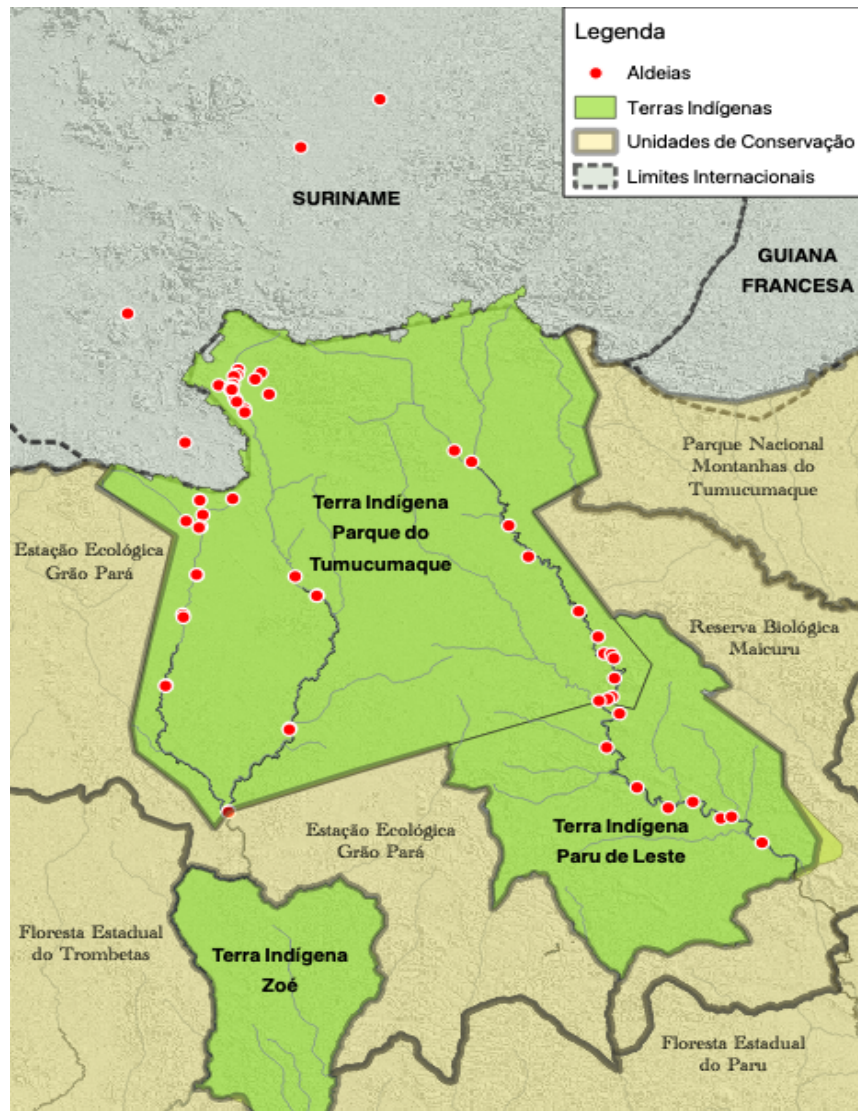 Legenda
Aldeias
Terras Indígenas
Unidades de Conservação
Limites Internacionais
SURINAME
GUIANA
FRANCESA
Parque Nacional
Montanhas do
Tumucumaque
Terra Indígena
Parque do
Tumucumaque
Estação Ecológica
Grão Pará
Reserva Biológica
Maicuru
Estação Ecológica
Grão Pará
Terra Indígena
Paru de Leste
Floresta Estadual
do Trombetas
Terra Indígena
Zoé
Floresta Estadual
do Paru